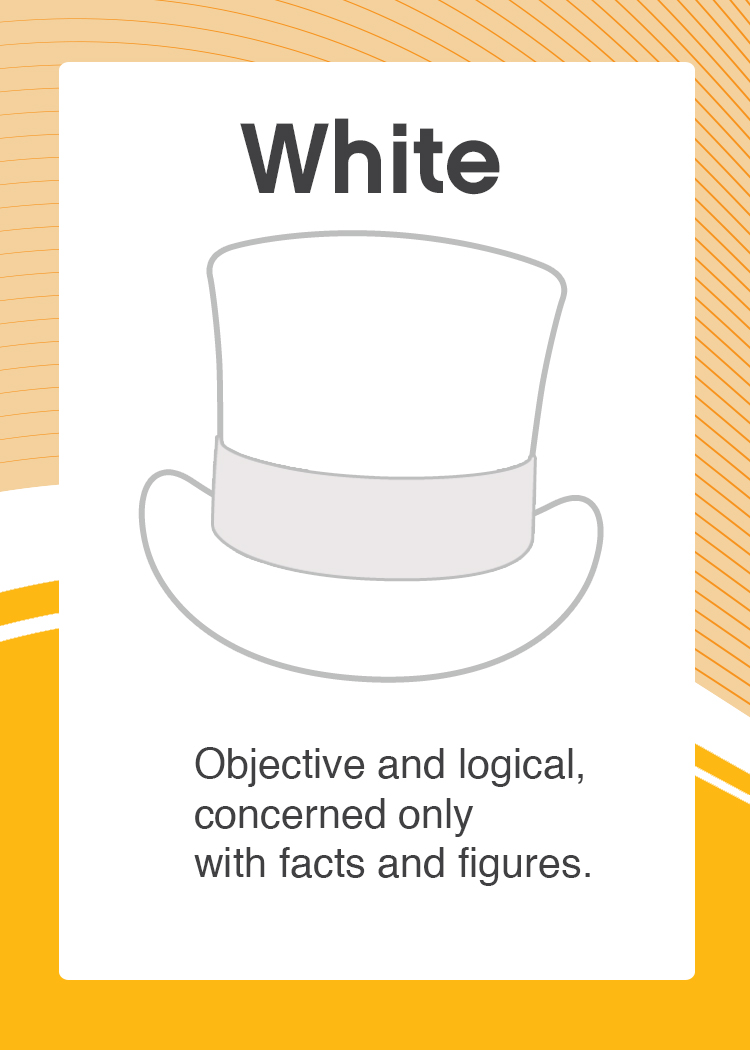 White
Objective and logical,
concerned only
with facts and figures.